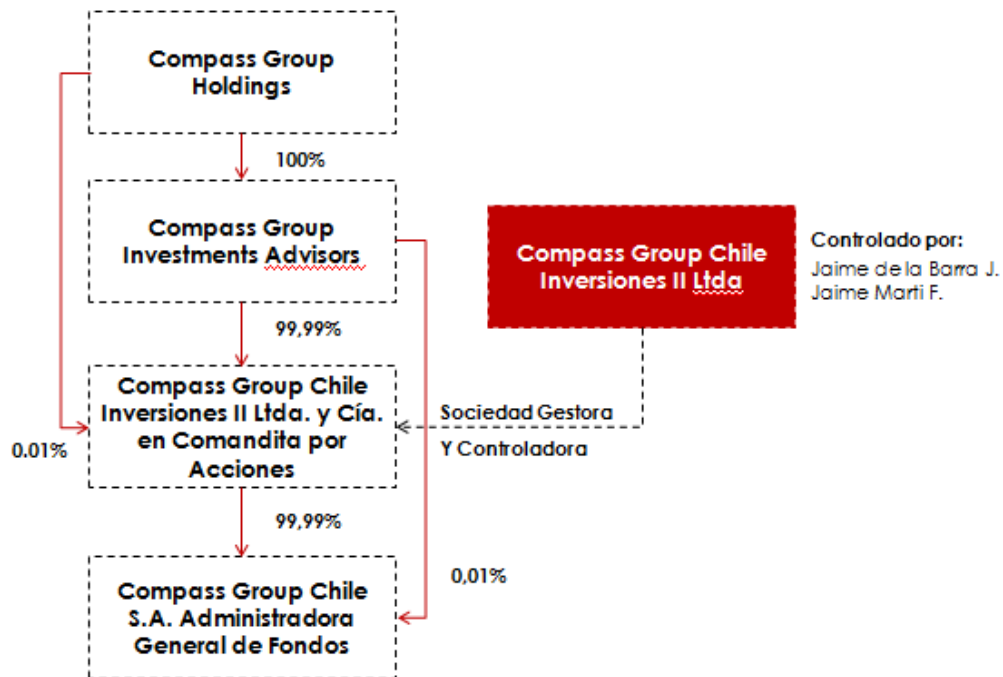 Compass Group
Holdings
100%
Compass Group
Investments Advisors
Compass Group Chile
Inversiones II Ltda
Controlado por:
Jaime de la Barra J.
Jaime Marti F.
99,99%
Compass Group Chile
Inversiones II Ltda. y Cía.
en Comandita por
Acciones
Sociedad Gestora
Y Controladora
0.01%
99,99%
0,01%
Compass Group Chile
S.A. Administradora
General de Fondos